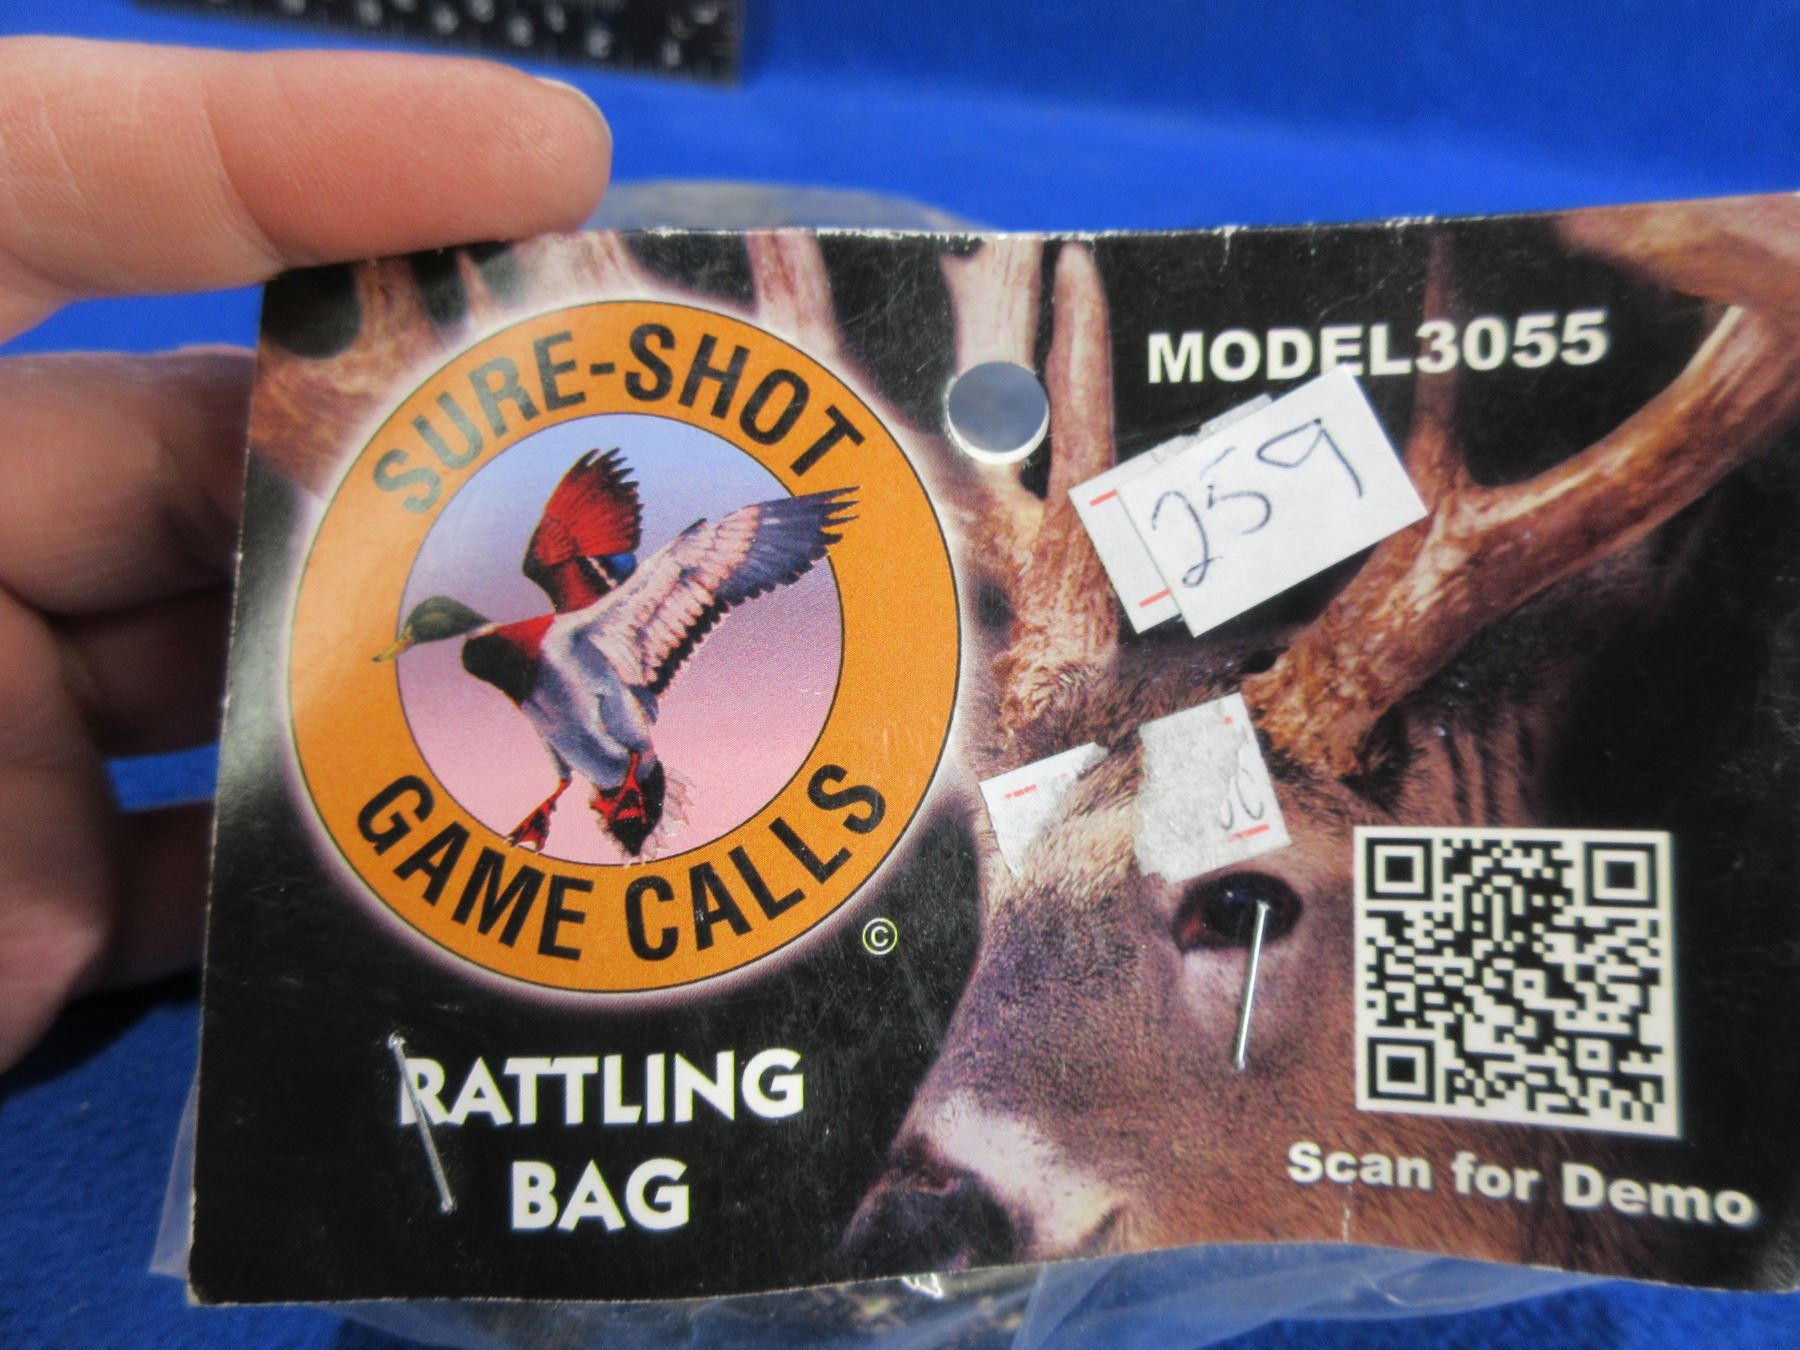 SURE-SHOT
GAME CALLS
©
MODEL3055
259
RATTLING
BAG
Scan for Demo